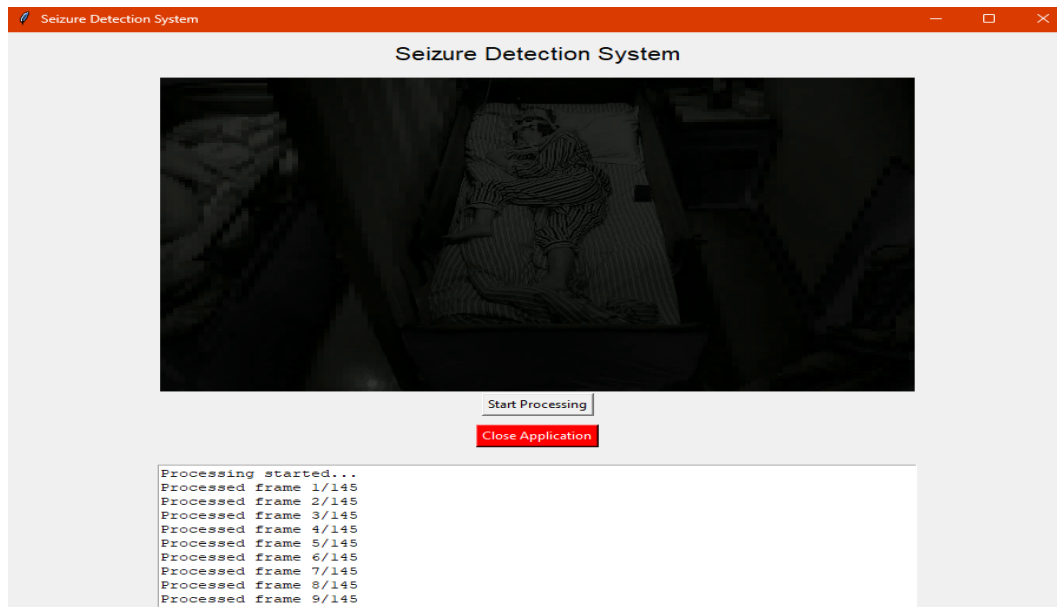 Seizure Detection System
Seizure Detection System
Start Processing
Close Application
Processing started...
Processed frame 1/145
Processed frame 2/145
Processed frame 3/145
Processed frame 4/145
Processed frame 5/145
Processed frame 6/145
Processed frame 7/145
Processed frame 8/145
Processed frame 9/145